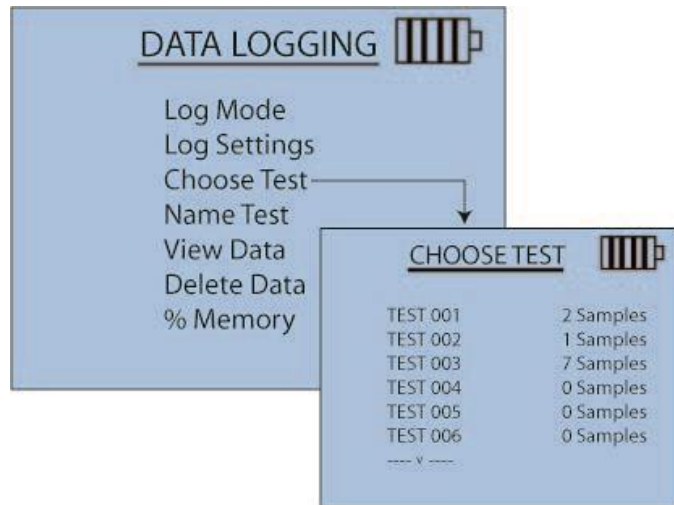 DATA LOGGING
Log Mode
Log Settings
Choose Test
Name Test
View Data
Delete Data
% Memory
CHOOSE TEST
TEST 001 2 Samples
TEST 002 1 Samples
TEST 003 7 Samples
TEST 004 0 Samples
TEST 005 0 Samples
TEST 006 0 Samples
---- v ----